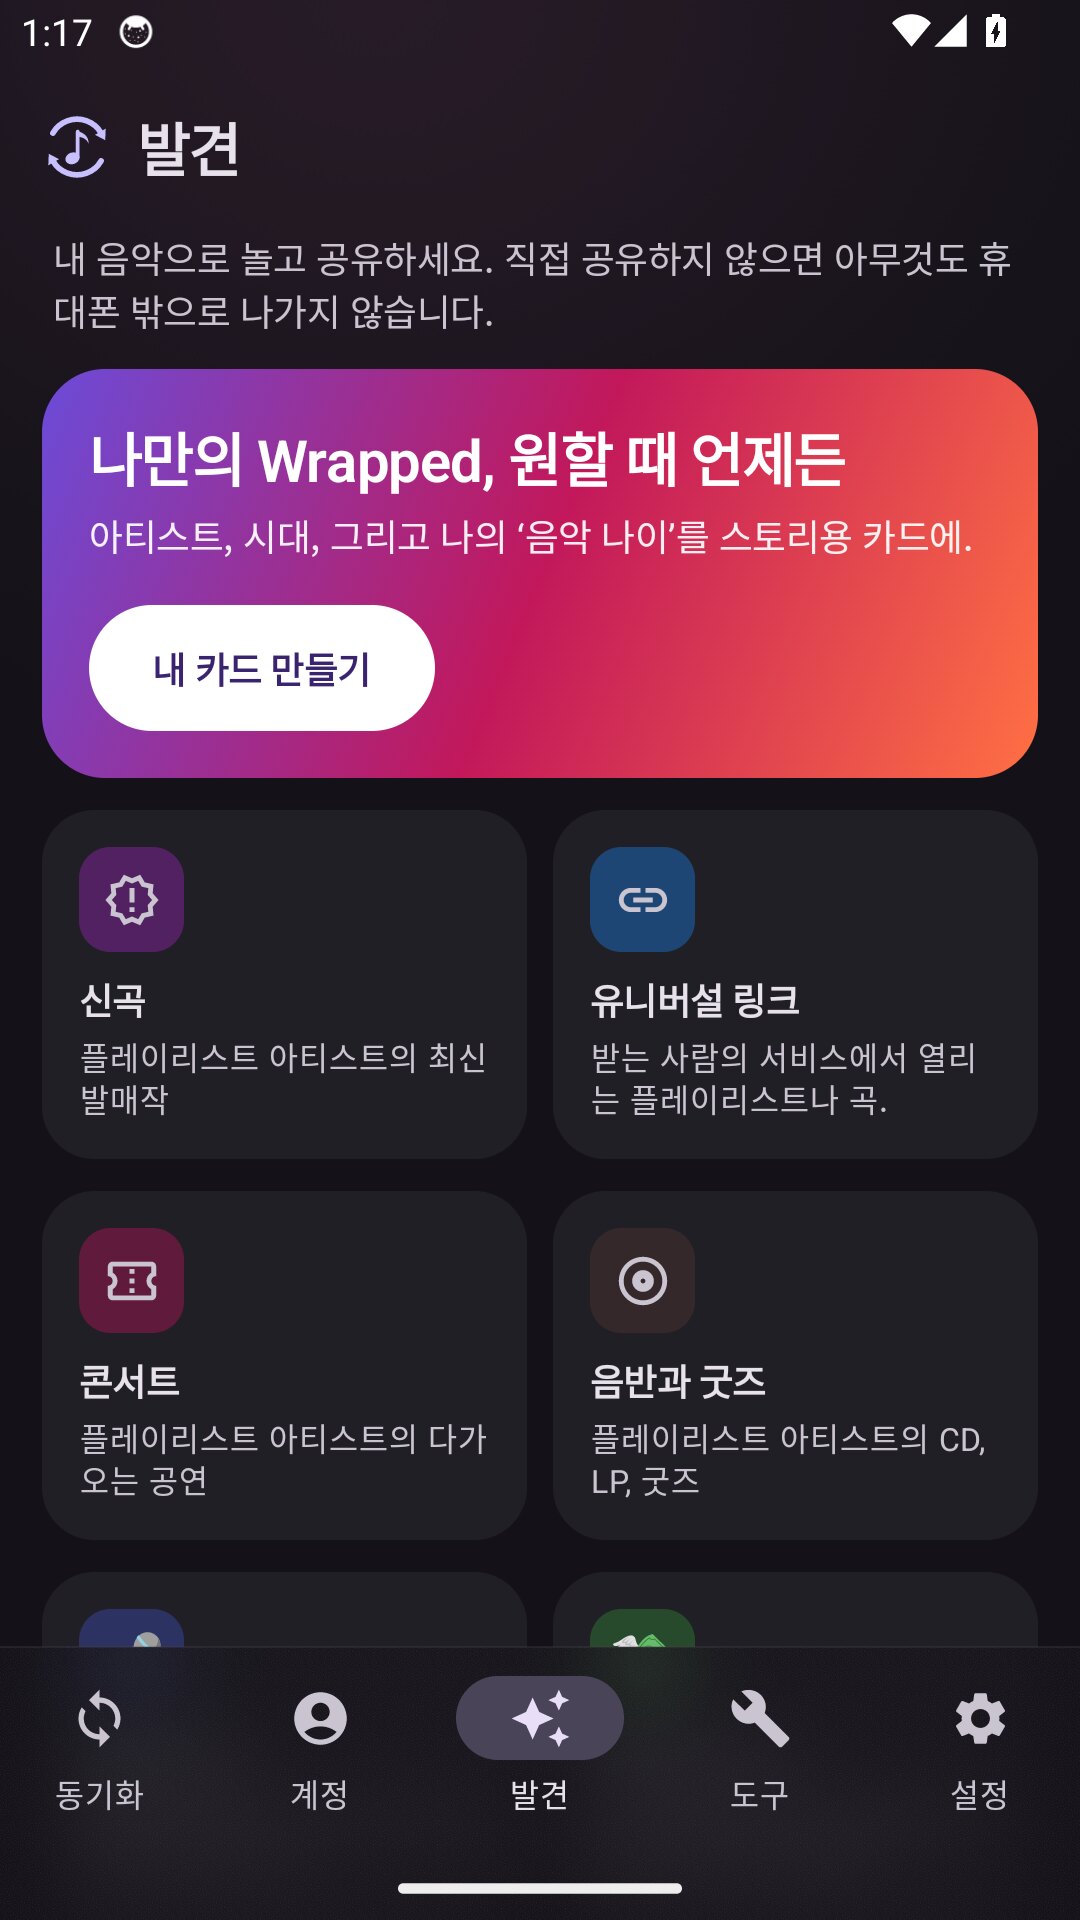 1:17
발견
내 음악으로 놀고 공유하세요. 직접 공유하지 않으면 아무것도 휴
대폰 밖으로 나가지 않습니다.
나만의 Wrapped, 원할 때 언제든
아티스트, 시대, 그리고 나의 ‘음악 나이’를 스토리용 카드에.
내 카드 만들기
신곡
플레이리스트 아티스트의 최신
발매작
유니버설 링크
받는 사람의 서비스에서 열리
는 플레이리스트나 곡.
콘서트
플레이리스트 아티스트의 다가
오는 공연
음반과 굿즈
플레이리스트 아티스트의 CD,
LP, 굿즈
동기화
계정
발견
도구
설정